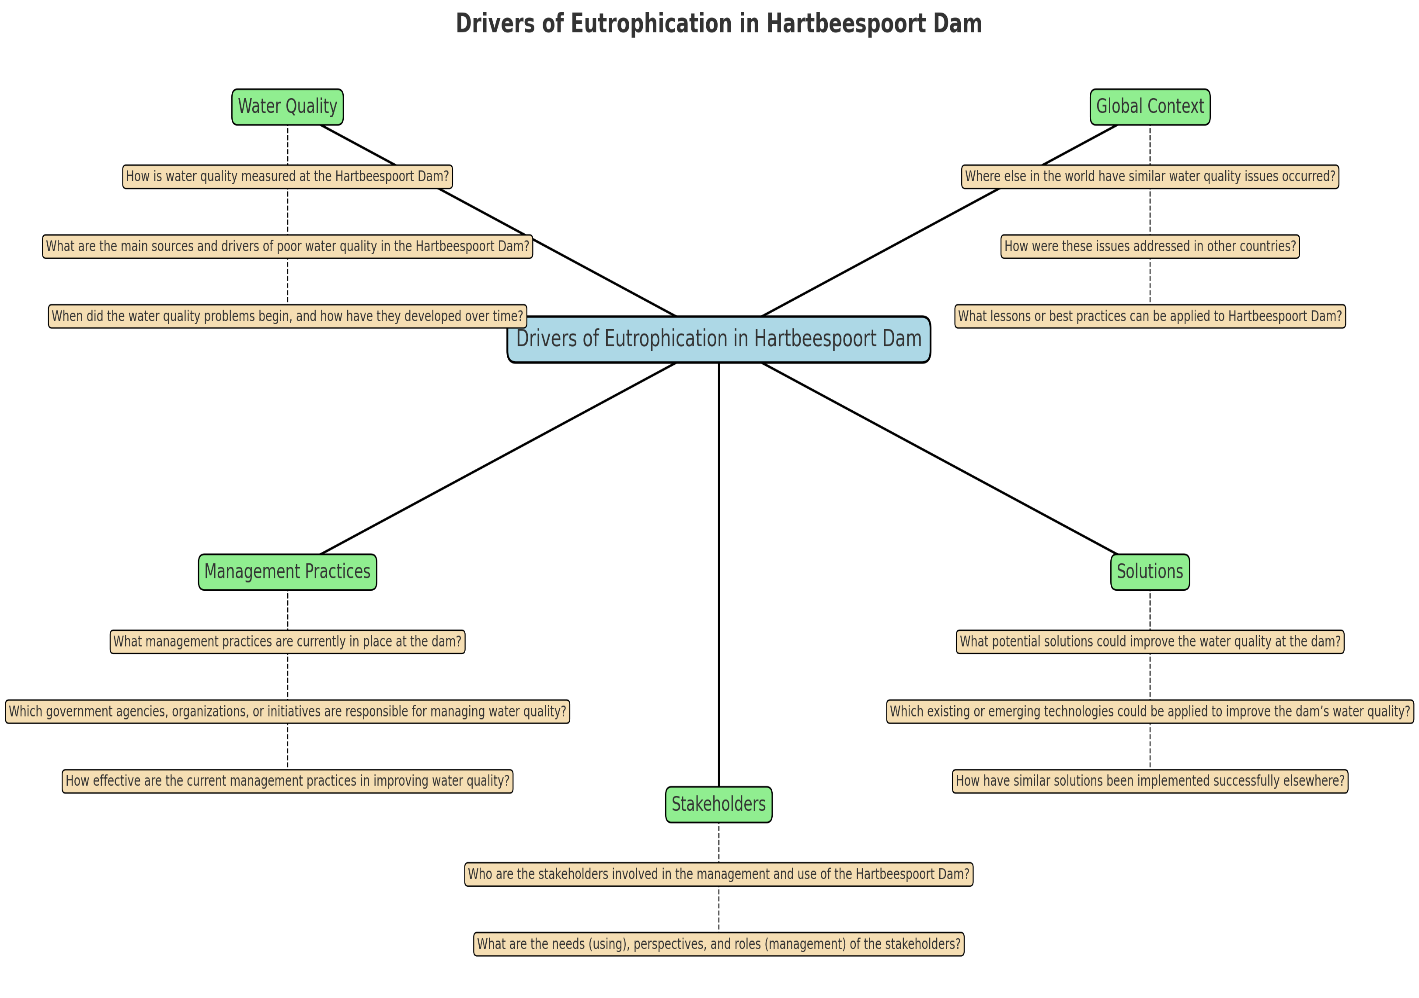 Drivers of Eutrophication in Hartbeespoort Dam
Water Quality
How is water quality measured at the Hartbeespoort Dam?
What are the main sources and drivers of poor water quality in the Hartbeespoort Dam?
When did the water quality problems begin, and how have they developed over time?
Global Context
Where else in the world have similar water quality issues occurred?
How were these issues addressed in other countries?
What lessons or best practices can be applied to Hartbeespoort Dam?
Drivers of Eutrophication in Hartbeespoort Dam
Management Practices
What management practices are currently in place at the dam?
Which government agencies, organizations, or initiatives are responsible for managing water quality?
How effective are the current management practices in improving water quality?
Solutions
What potential solutions could improve the water quality at the dam?
Which existing or emerging technologies could be applied to improve the dam’s water quality?
How have similar solutions been implemented successfully elsewhere?
Stakeholders
Who are the stakeholders involved in the management and use of the Hartbeespoort Dam?
What are the needs (using), perspectives, and roles (management) of the stakeholders?